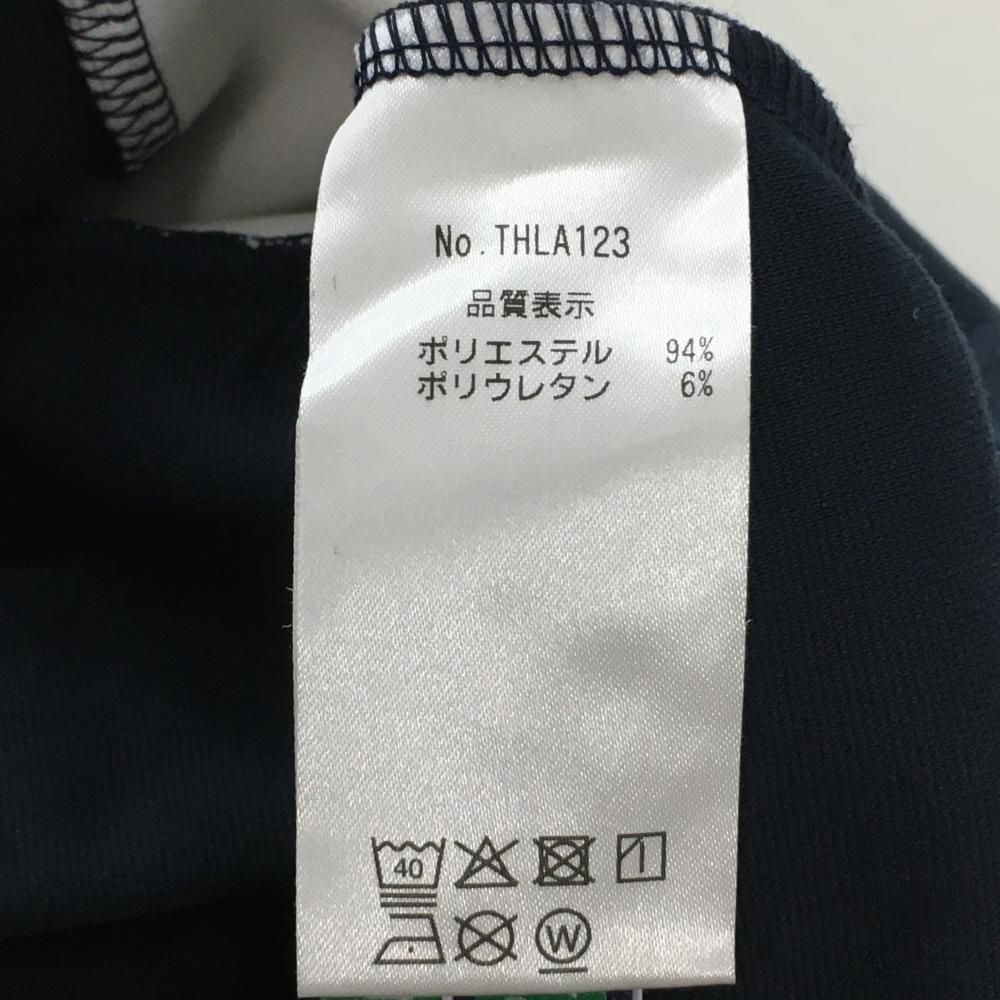 No.THLA123
品質表示
ポリエステル 94%
ポリウレタン 6%
40
W